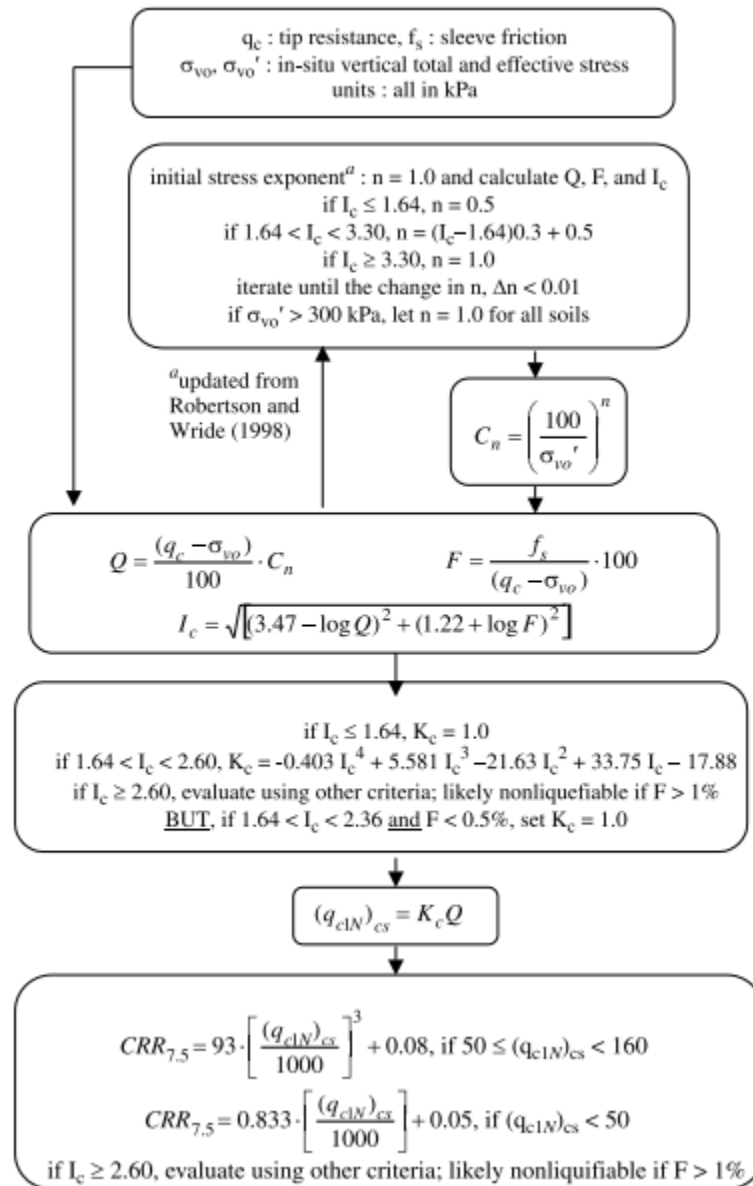 q_c : tip resistance, f_s : sleeve friction
σ_vo, σ_vo′ : in-situ vertical total and effective stress
units : all in kPa
initial stress exponent^a : n = 1.0 and calculate Q, F, and I_c
if I_c ≤ 1.64, n = 0.5
if 1.64 < I_c < 3.30, n = (I_c−1.64)0.3 + 0.5
if I_c ≥ 3.30, n = 1.0
iterate until the change in n, Δn < 0.01
if σ_vo′ > 300 kPa, let n = 1.0 for all soils
^a updated from
Robertson and
Wride (1998)
C_n = (100 / σ_vo′)^n
Q = (q_c − σ_vo) / 100 · C_n
F = f_s / (q_c − σ_vo) · 100
I_c = √[(3.47 − log Q)^2 + (1.22 + log F)^2]
if I_c ≤ 1.64, K_c = 1.0
if 1.64 < I_c < 2.60, K_c = -0.403 I_c^4 + 5.581 I_c^3 −21.63 I_c^2 + 33.75 I_c − 17.88
if I_c ≥ 2.60, evaluate using other criteria; likely nonliquefiable if F > 1%
BUT, if 1.64 < I_c < 2.36 and F < 0.5%, set K_c = 1.0
(q_c1N)_cs = K_c Q
CRR_7.5 = 93 · [(q_c1N)_cs / 1000]^3 + 0.08, if 50 ≤ (q_c1N)_cs < 160
CRR_7.5 = 0.833 · [(q_c1N)_cs / 1000] + 0.05, if (q_c1N)_cs < 50
if I_c ≥ 2.60, evaluate using other criteria; likely nonliquifiable if F > 1%